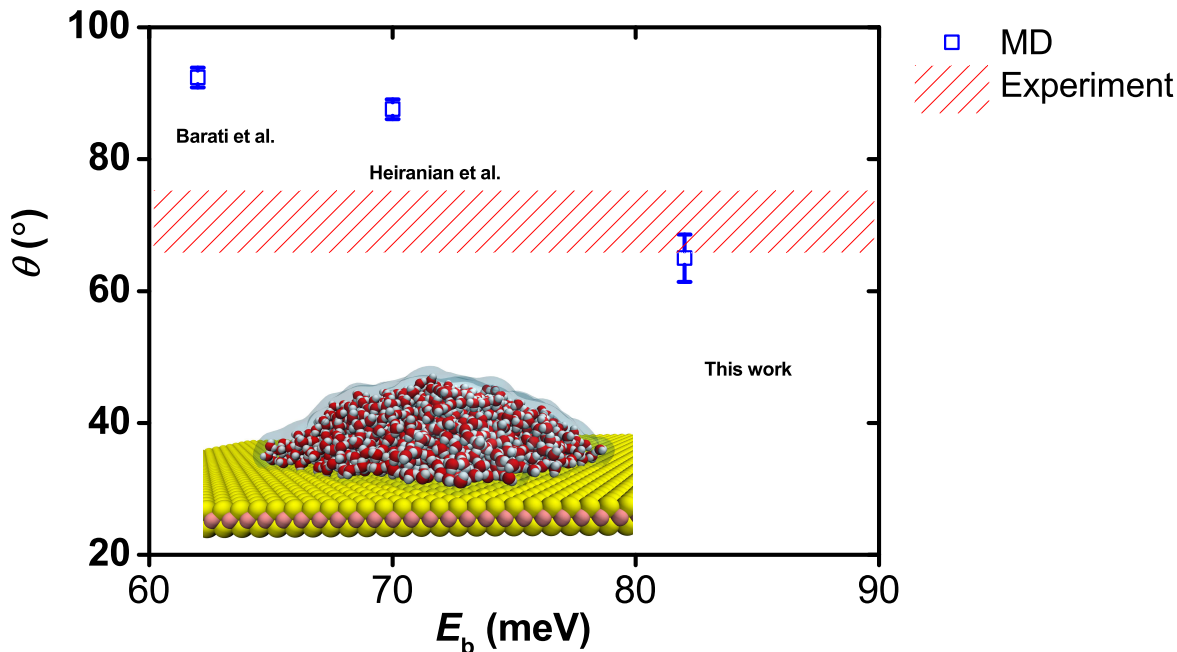 100
80
60
40
20
θ (°)
60
70
80
90
E_b (meV)
Barati et al.
Heiranian et al.
This work
MD
Experiment